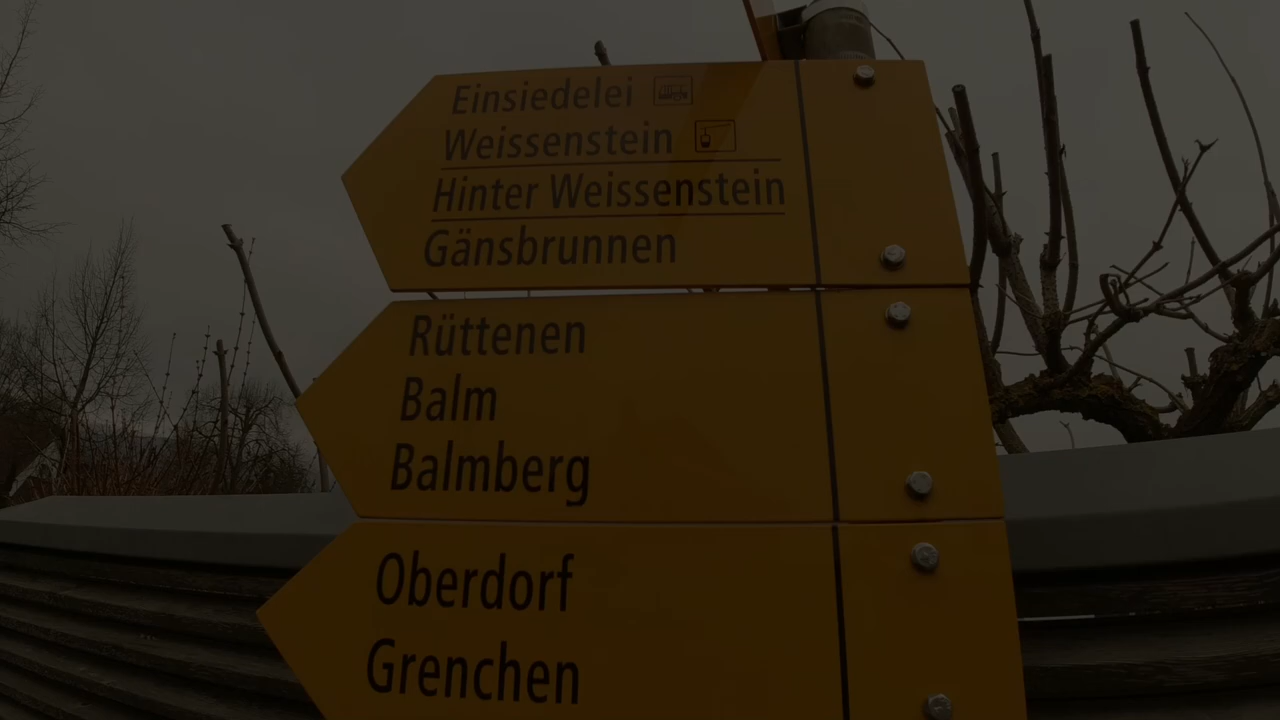 Einsiedelei
Weissenstein
Hinter Weissenstein
Gänsbrunnen
Rüttenen
Balm
Balmberg
Oberdorf
Grenchen